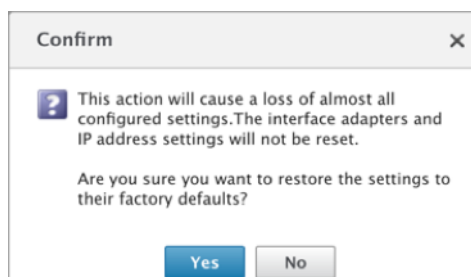 Confirm
This action will cause a loss of almost all
configured settings.The interface adapters and
IP address settings will not be reset.
Are you sure you want to restore the settings to
their factory defaults?
Yes No